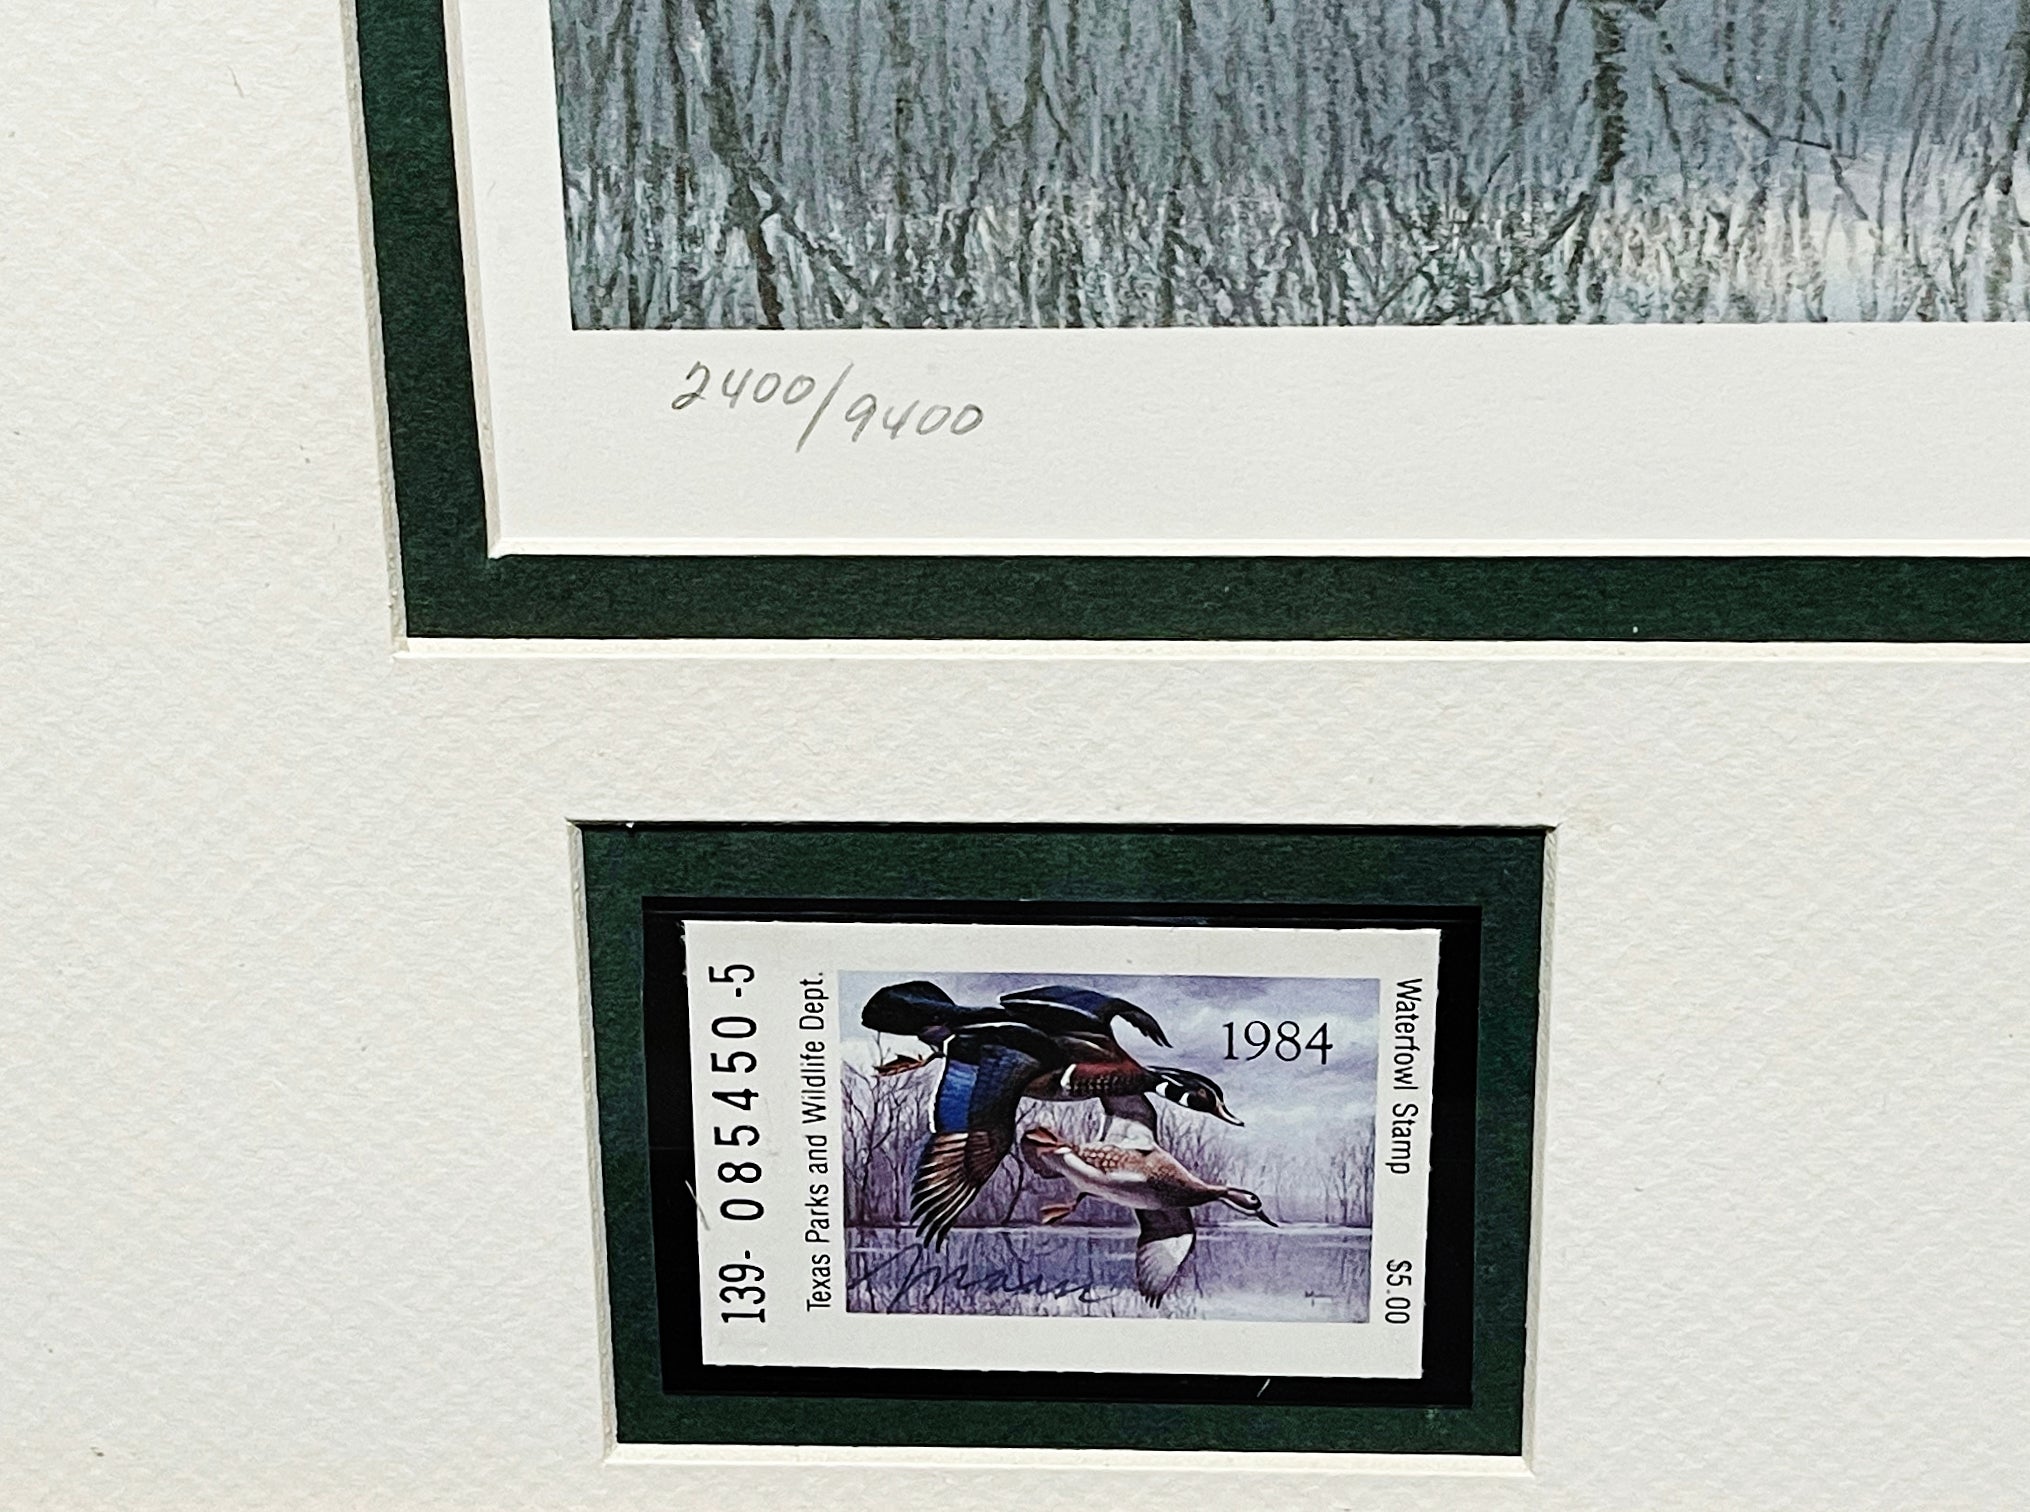 2400/9400
139- 085450-5
Texas Parks and Wildlife Dept.
1984
Waterfowl Stamp $5.00